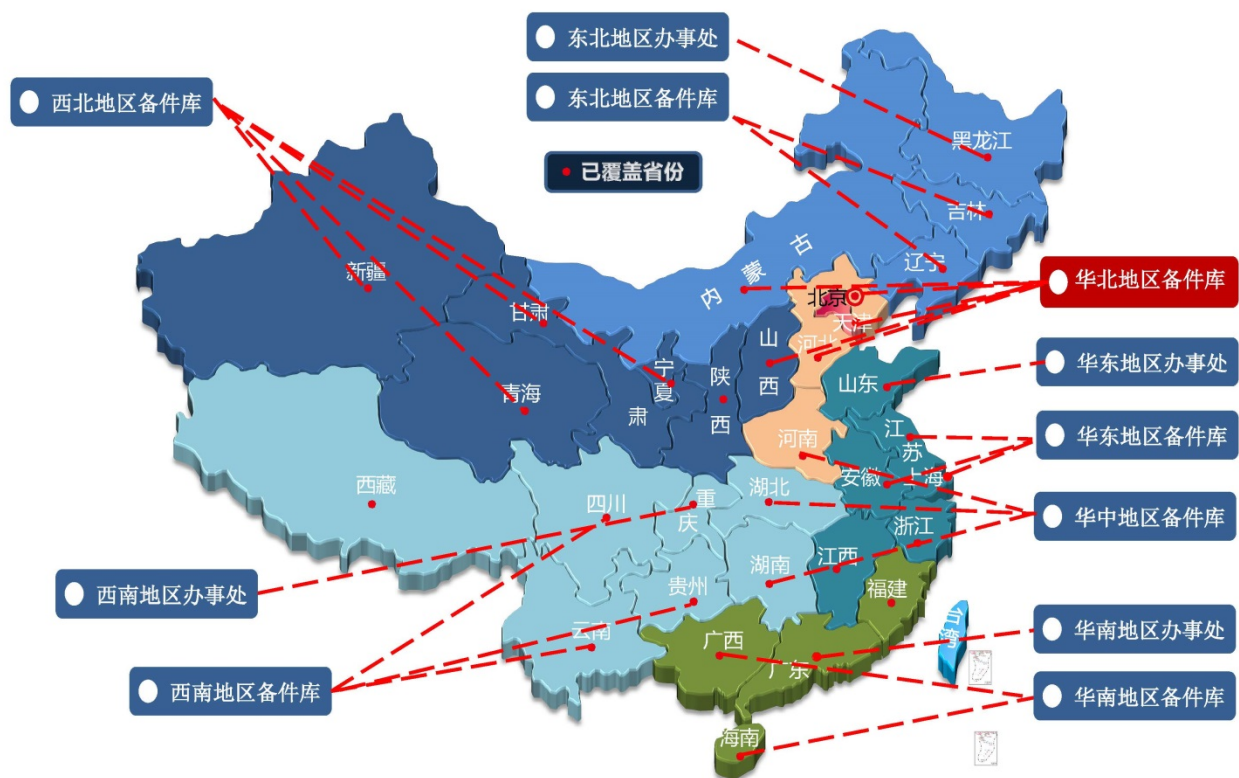 东北地区办事处
东北地区备件库
西北地区备件库
已覆盖省份
黑龙江
吉林
辽宁
内蒙古
新疆
甘肃
北京
天津
河北
华北地区备件库
山西
宁夏
陕西
青海
肃
山东
华东地区办事处
河南
江苏
安徽
上海
华东地区备件库
西藏
四川
重庆
湖北
华中地区备件库
浙江
江西
湖南
贵州
福建
西南地区办事处
云南
广西
广东
台湾
华南地区办事处
西南地区备件库
华南地区备件库
海南